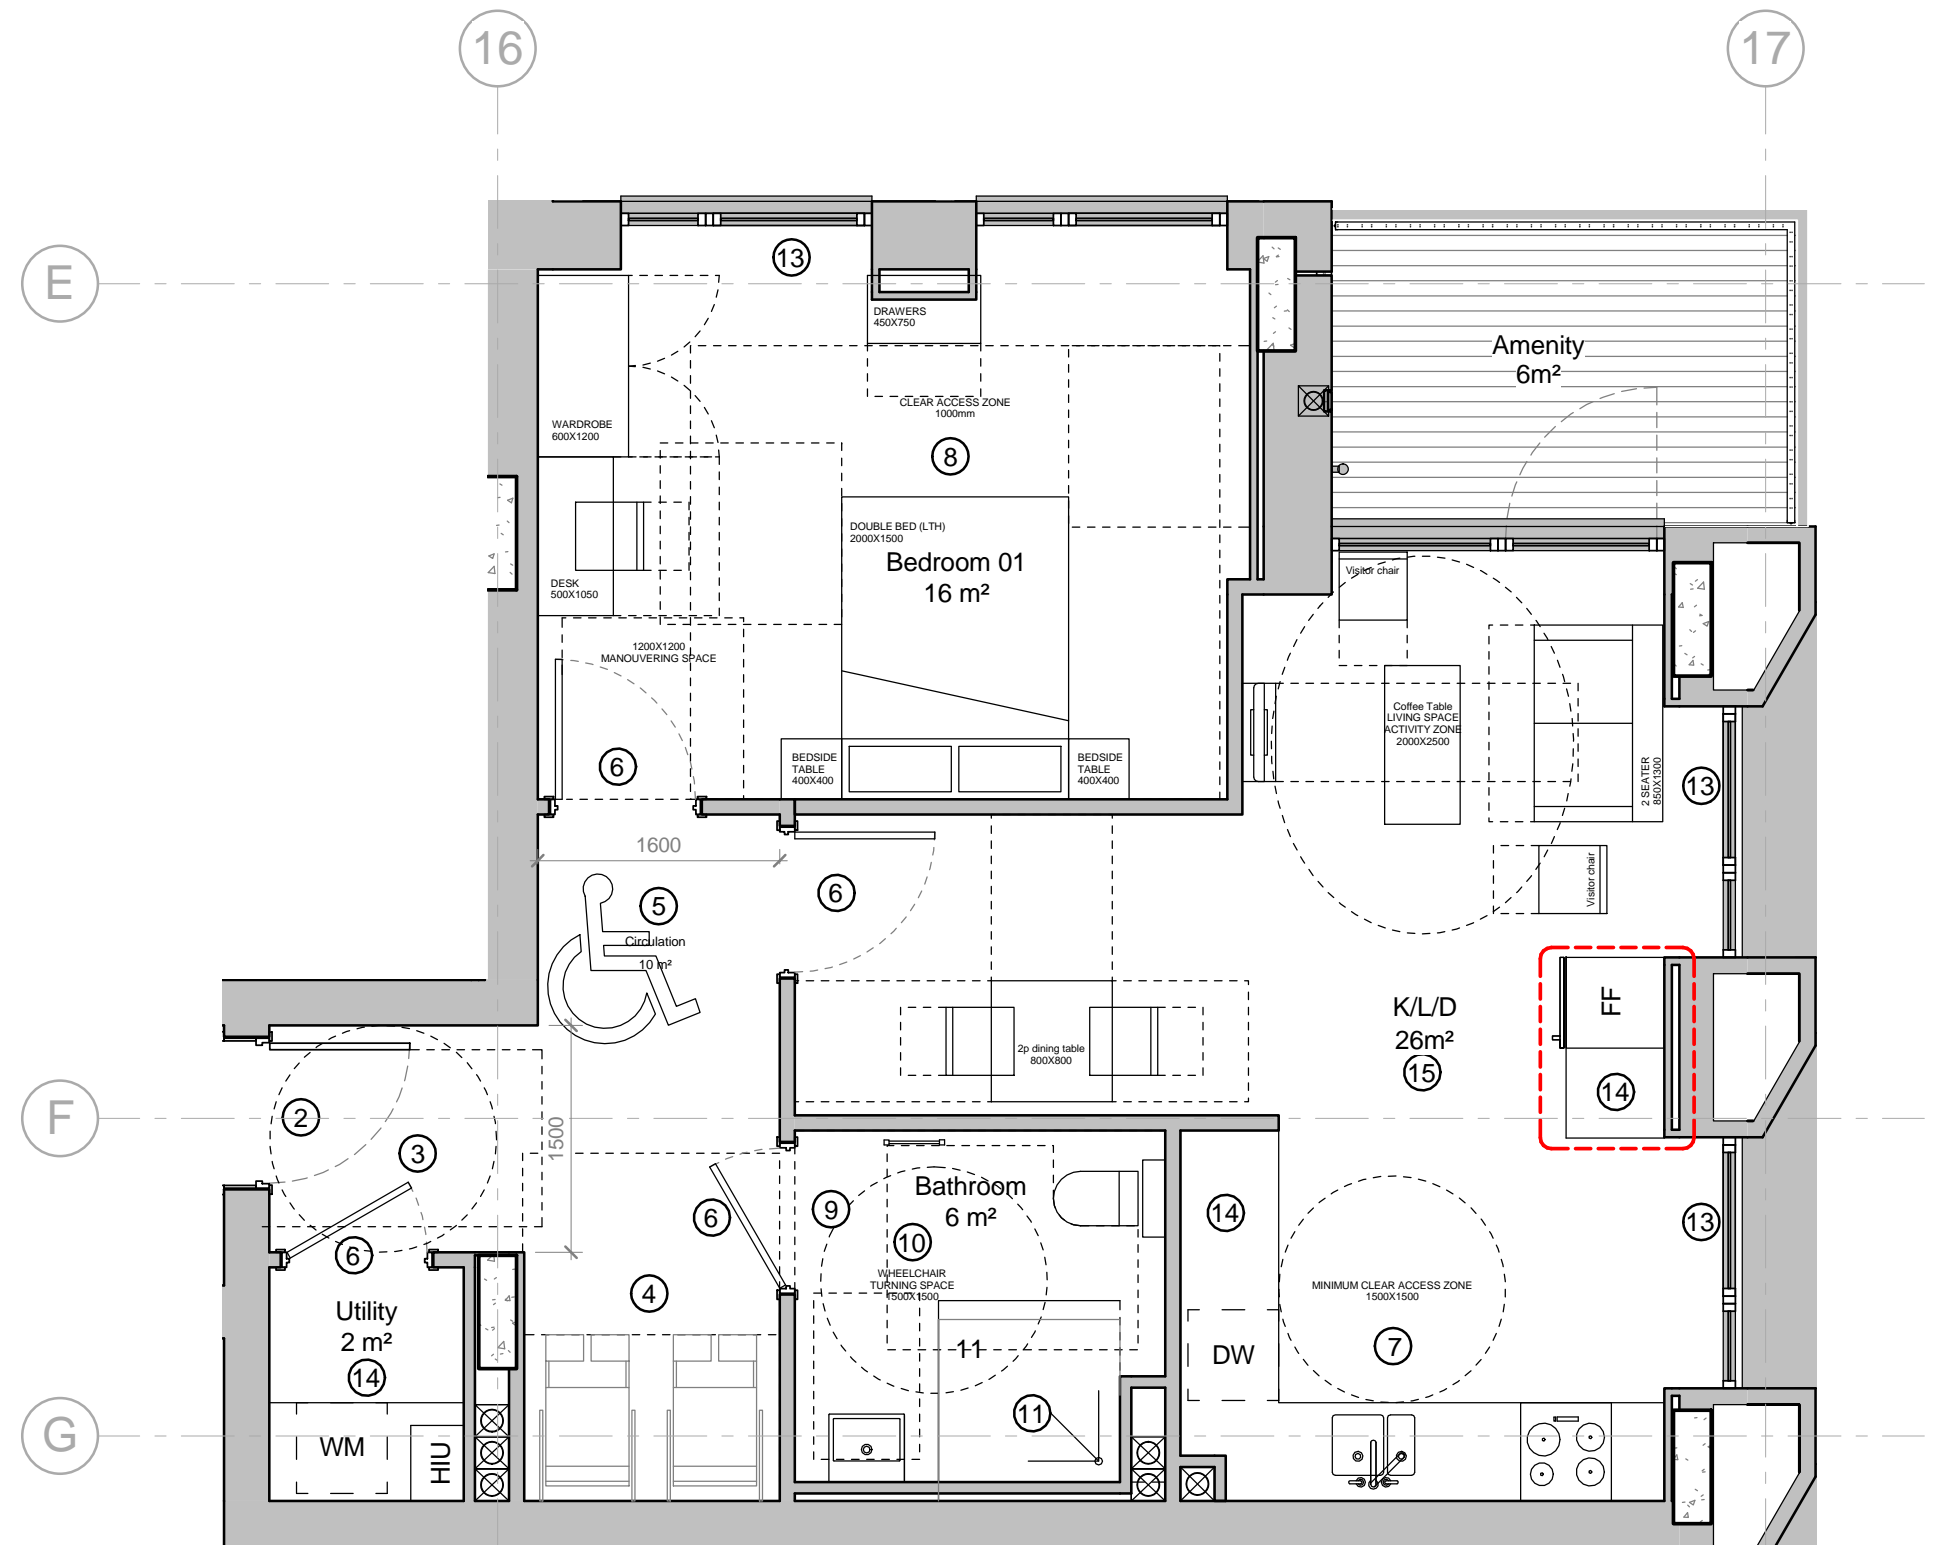 16
17
E
13
DRAWERS
450X750
Amenity
6m²
CLEAR ACCESS ZONE
1000mm
WARDROBE
600X1200
8
DOUBLE BED (LTH)
2000X1500
Bedroom 01
16 m²
Visitor chair
DESK
500X1050
1200X1200
MANOUVERING SPACE
Coffee Table
LIVING SPACE
ACTIVITY ZONE
2000X2500
2 SEATER
850X1300
13
6
BEDSIDE
TABLE
400X400
BEDSIDE
TABLE
400X400
1600
6
5
Visitor chair
Circulation
10 m²
K/L/D
26m²
15
FF
14
2p dining table
800X800
F
2
3
1500
6
6
9
Bathroom
6 m²
10
14
13
WHEELCHAIR
TURNING SPACE
1500X1500
MINIMUM CLEAR ACCESS ZONE
1500X1500
4
Utility
2 m²
14
11
DW
7
11
G
WM
HIU